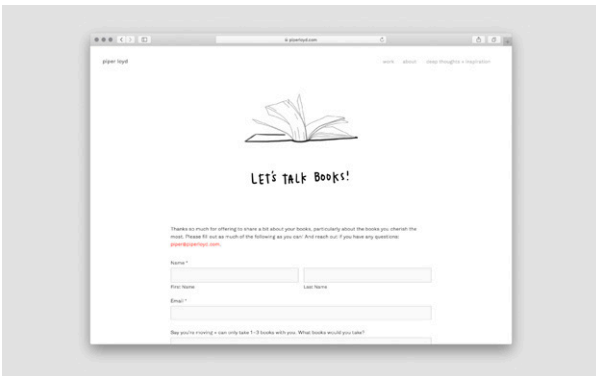 piperloyd.com
piper loyd
work about okay thoughts + inspiration
LET'S TALK BOOKS!
Thanks so much for offering to share a bit about your books, particularly about the books you cherish the
most. Please fill out as much of the following as you can! And reach out if you have any questions:
piper@piperloyd.com.
Name *
First Name Last Name
Email *
Say you're moving + can only take 1–3 books with you. What books would you take?